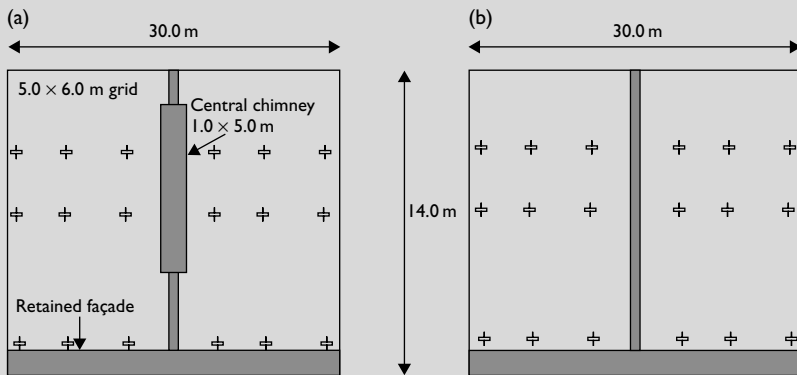 (a)
30.0 m
5.0 × 6.0 m grid
Central chimney
1.0 × 5.0 m
Retained façade
14.0 m
(b)
30.0 m